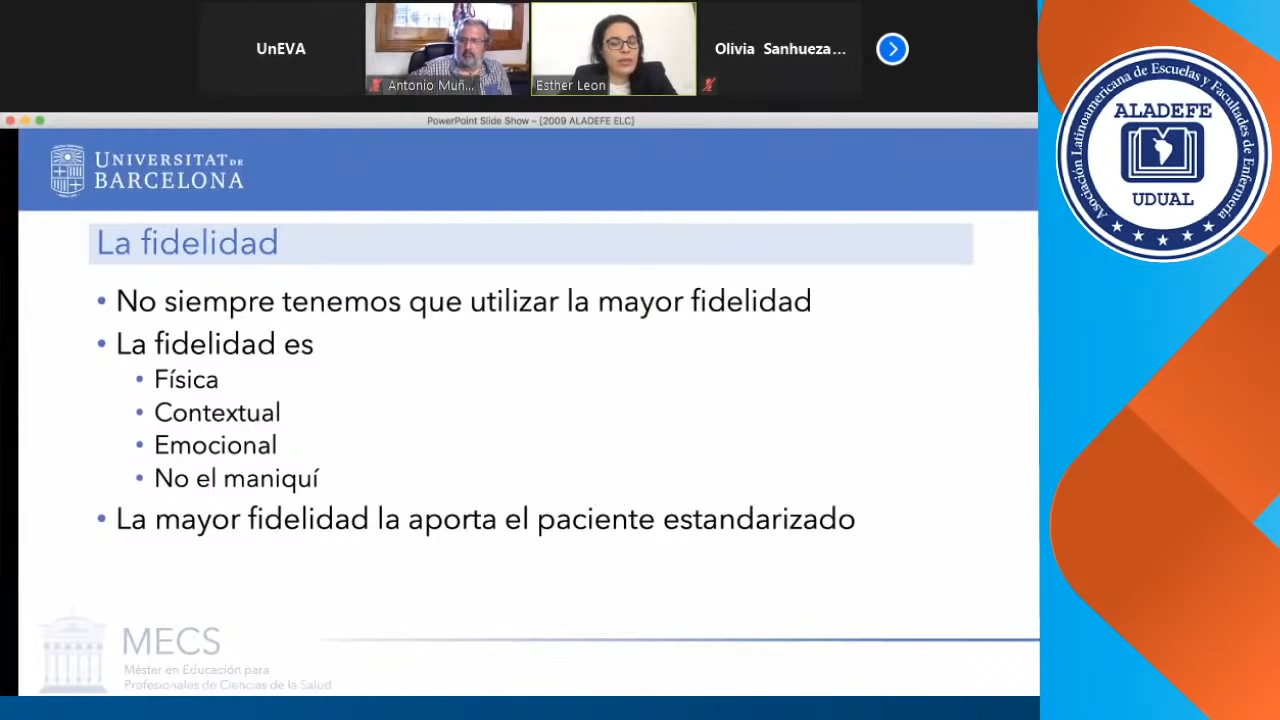 UnEVA
Antonio Muñ...
Esther Leon
Olivia Sanhueza...
PowerPoint Slide Show – [2009 ALADEFE ELC]
UNIVERSITAT DE
BARCELONA
La fidelidad
• No siempre tenemos que utilizar la mayor fidelidad
• La fidelidad es
• Física
• Contextual
• Emocional
• No el maniquí
• La mayor fidelidad la aporta el paciente estandarizado
MECS
Máster en Educación para
Profesionales de Ciencias de la Salud
Asociación Latinoamericana de Escuelas y Facultades de Enfermería
ALADEFE
UDUAL